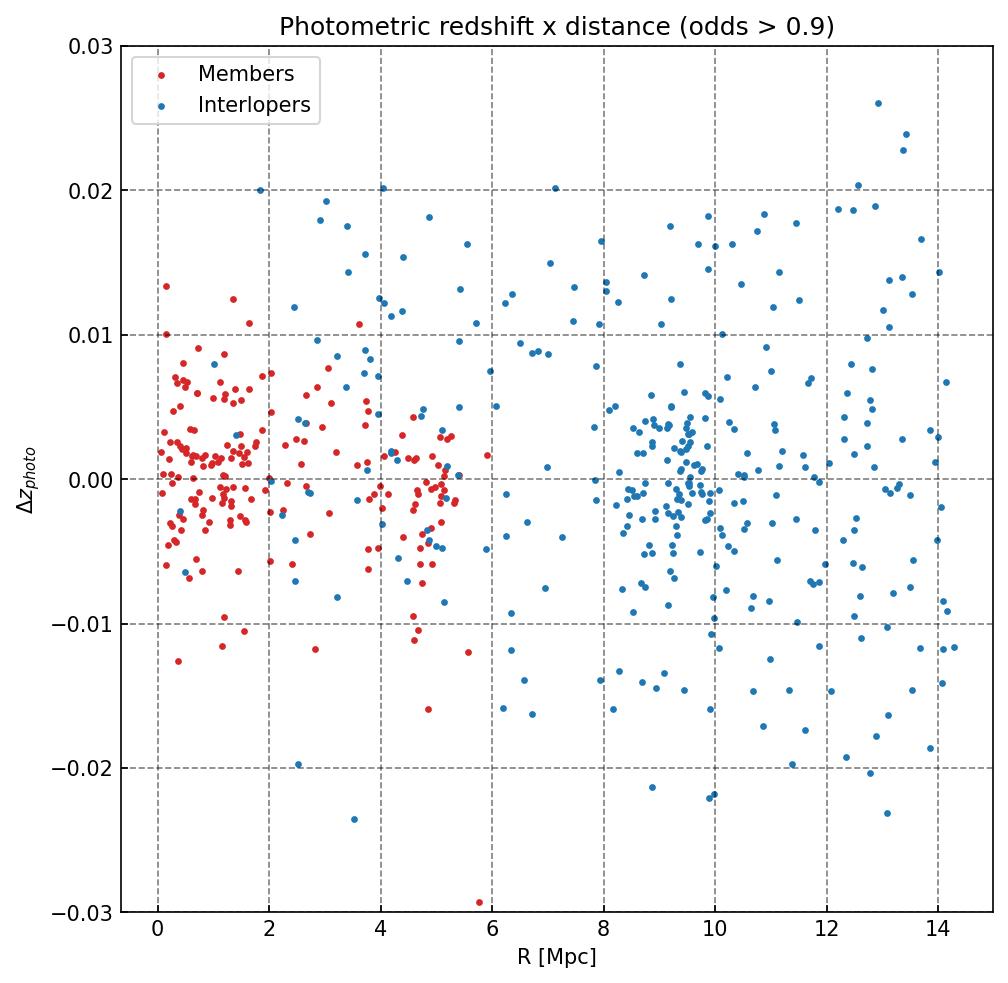 Photometric redshift x distance (odds > 0.9)
Members
Interlopers
0.03
0.02
0.01
0.00
−0.01
−0.02
−0.03
Δz_photo
0 2 4 6 8 10 12 14
R [Mpc]